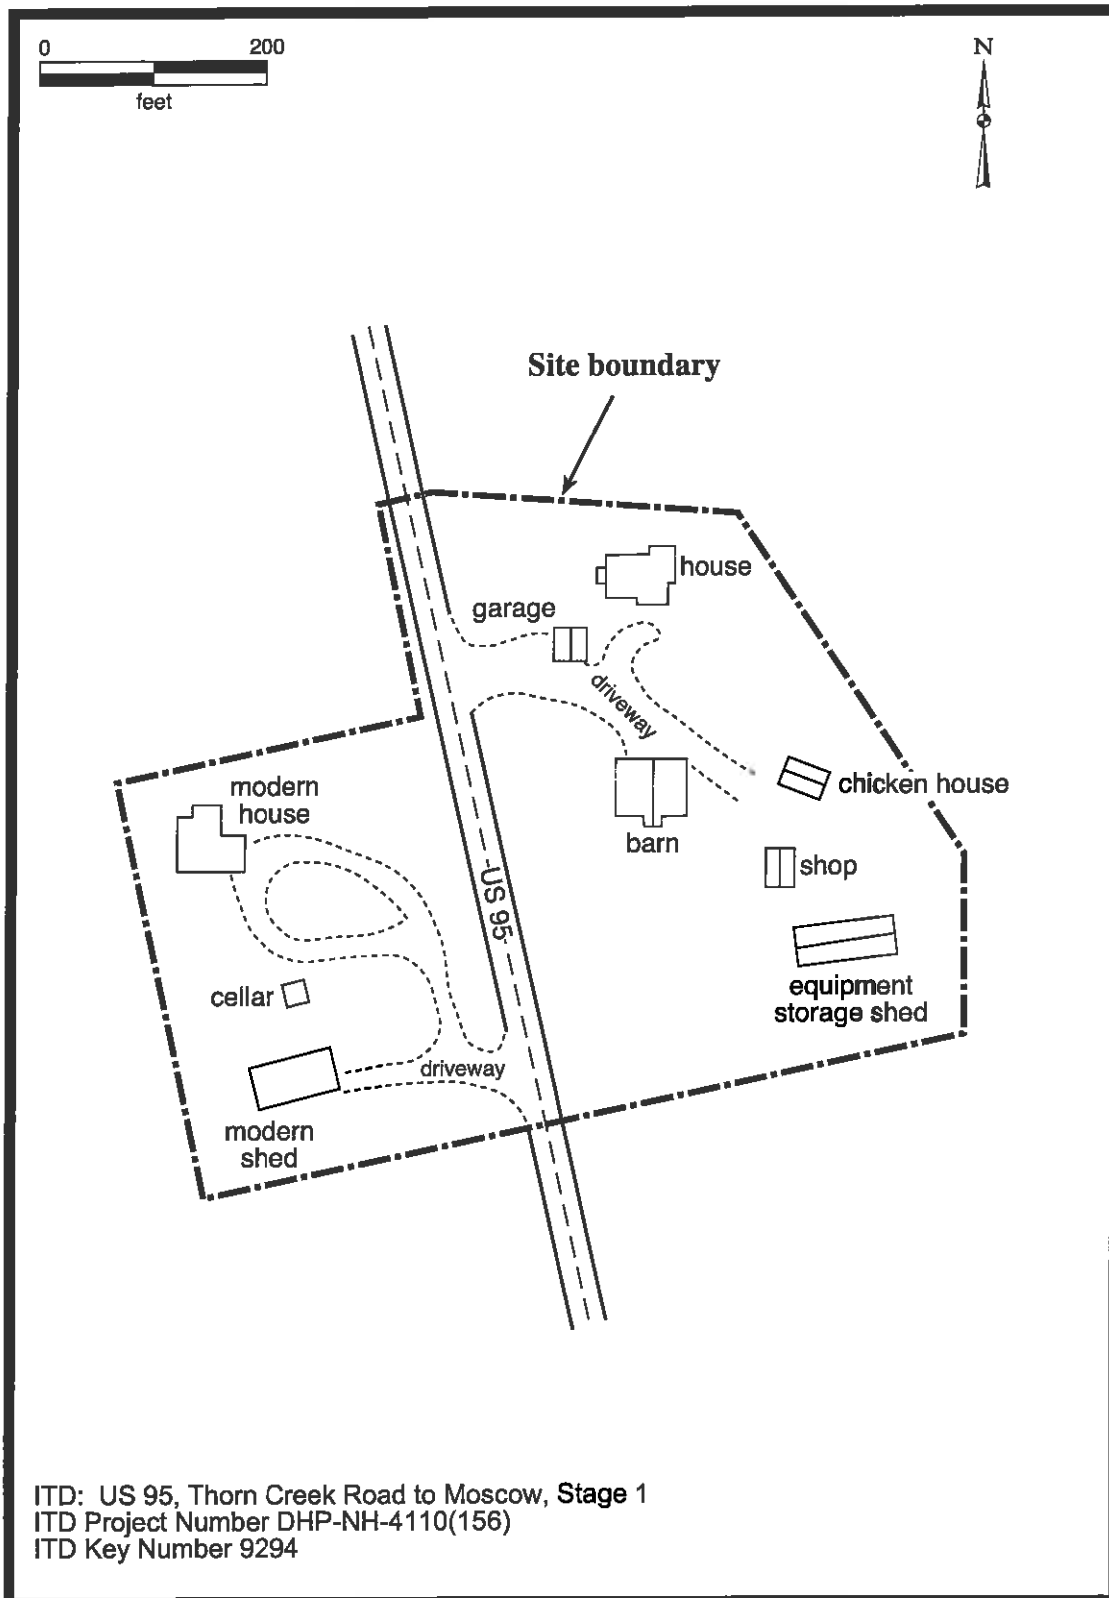 0 200
feet
N
Site boundary
house
garage
driveway
chicken house
barn
shop
equipment
storage shed
US 95
modern
house
cellar
driveway
modern
shed
ITD: US 95, Thorn Creek Road to Moscow, Stage 1
ITD Project Number DHP-NH-4110(156)
ITD Key Number 9294